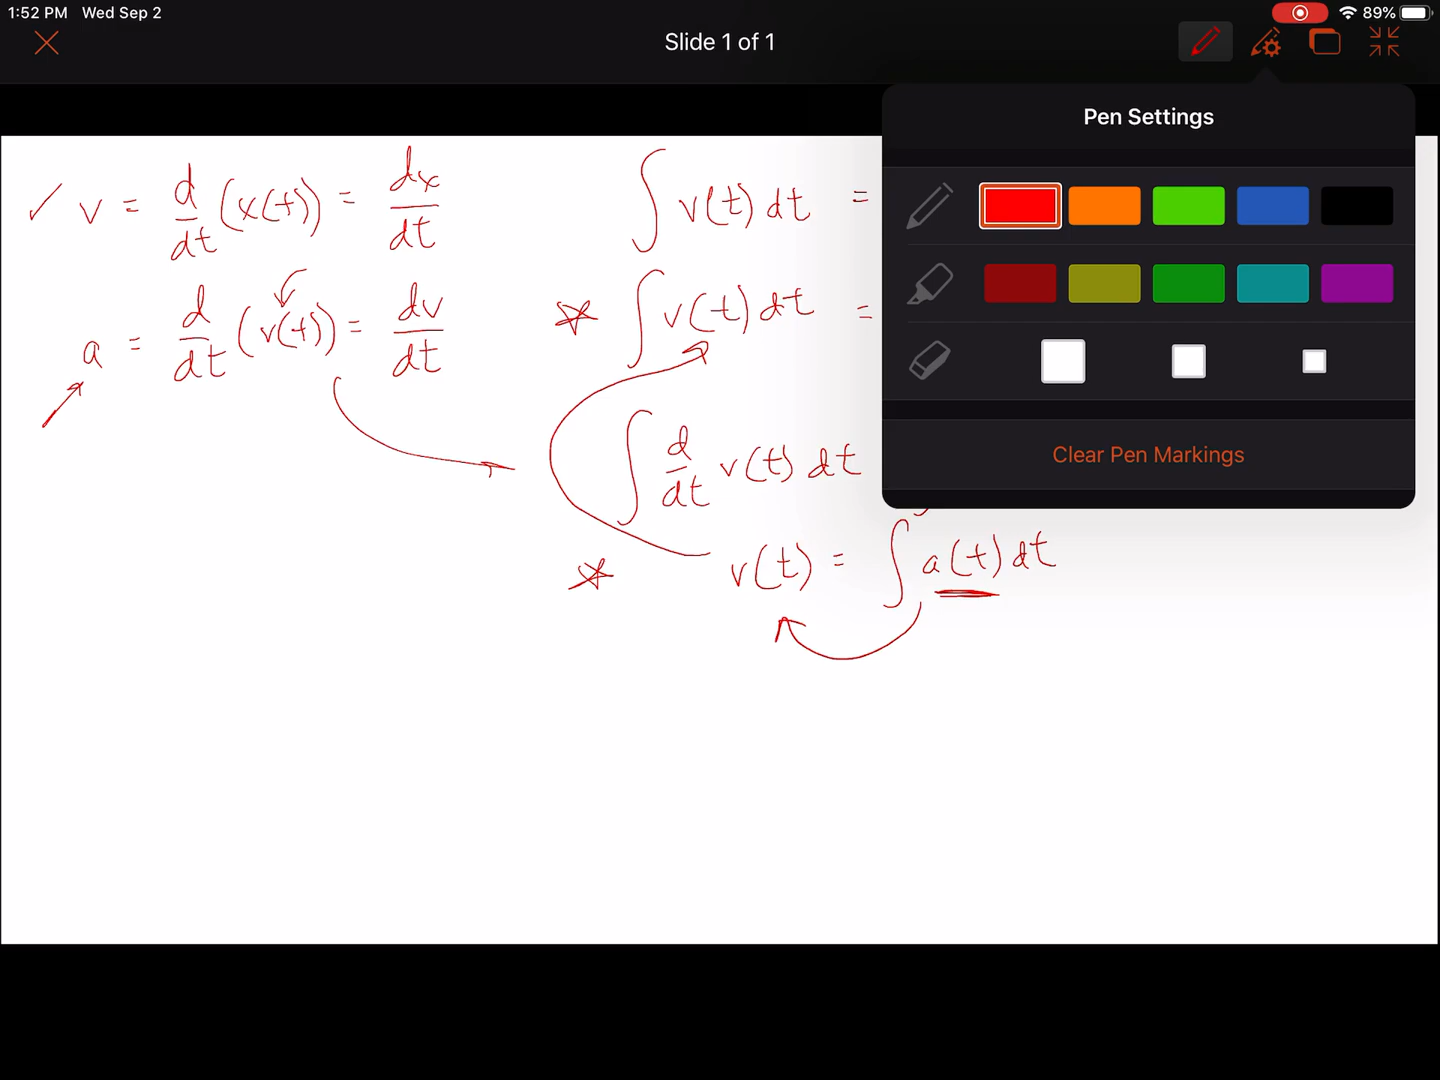 1:52 PM Wed Sep 2
89%
Slide 1 of 1
Pen Settings
Clear Pen Markings
✓ v = d/dt (x(t)) = dx/dt
a = d/dt (v(t)) = dv/dt
∫ v(t) dt =
* ∫ v(t) dt =
∫ d/dt v(t) dt
* v(t) = ∫ a(t) dt